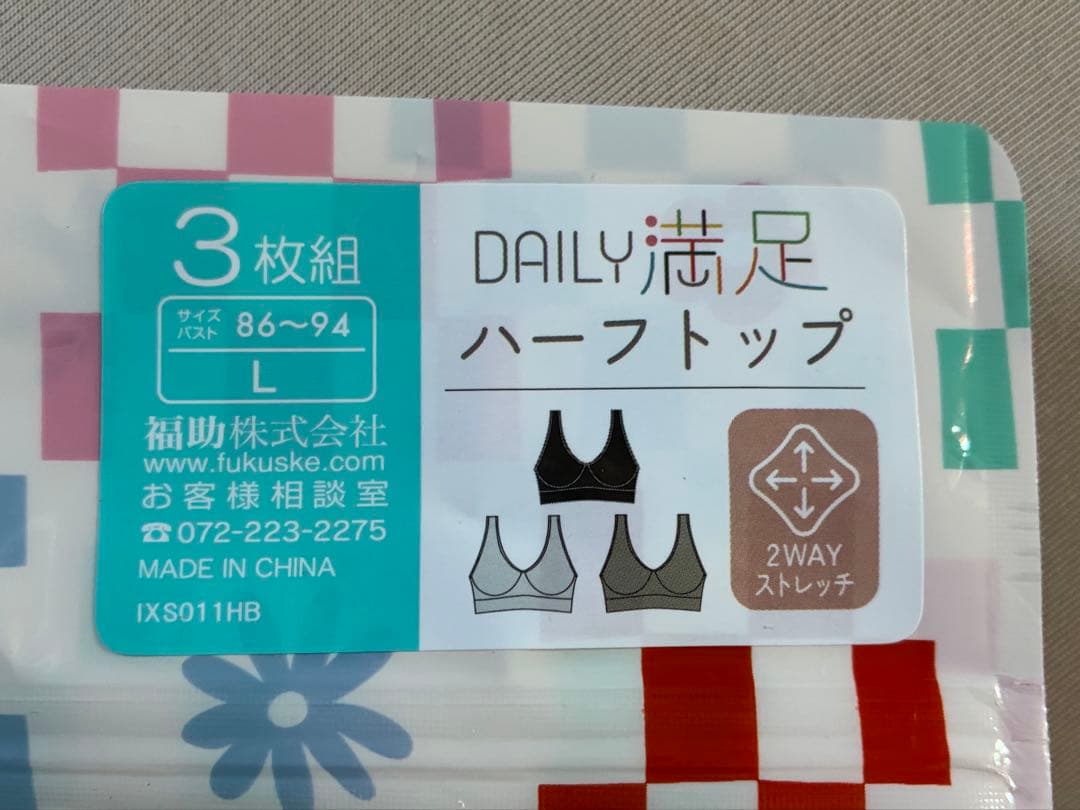 3枚組
サイズ
バスト 86〜94
L
福助株式会社
www.fukuske.com
お客様相談室
☎072-223-2275
MADE IN CHINA
IXS011HB
DAILY満足
ハーフトップ
2WAY
ストレッチ